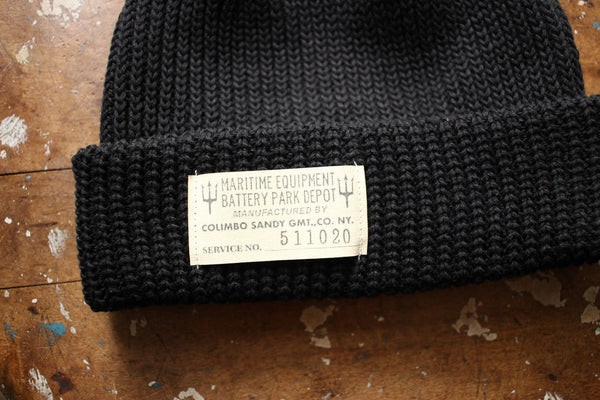 MARITIME EQUIPMENT
BATTERY PARK DEPOT
MANUFACTURED BY
COLIMBO SANDY GMT.,CO. NY.
SERVICE NO. 511020